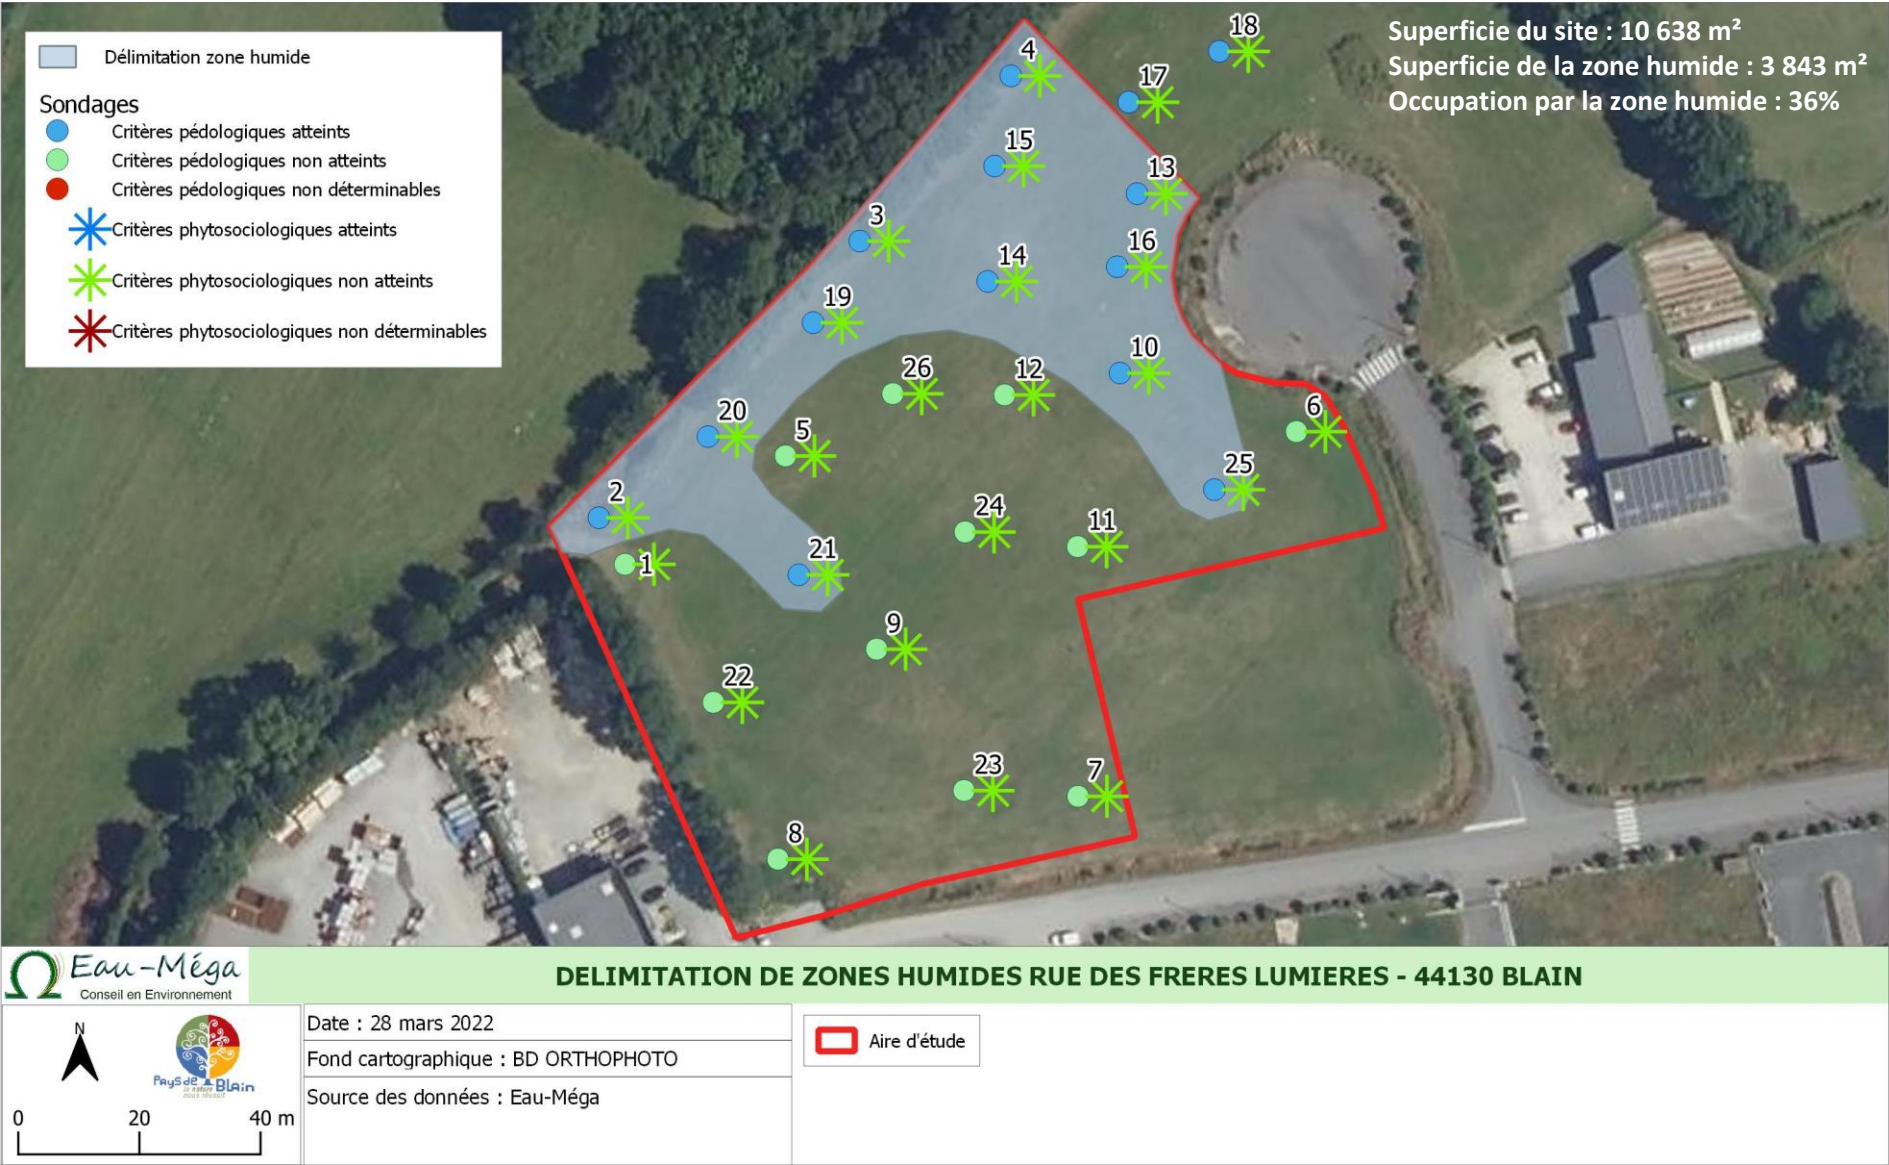 Délimitation zone humide
Sondages
Critères pédologiques atteints
Critères pédologiques non atteints
Critères pédologiques non déterminables
Critères phytosociologiques atteints
Critères phytosociologiques non atteints
Critères phytosociologiques non déterminables
Superficie du site : 10 638 m²
Superficie de la zone humide : 3 843 m²
Occupation par la zone humide : 36%
18
4
17
15
13
3
16
14
19
10
26
12
6
20
5
25
2
24
11
1
21
9
22
23
7
8
Eau-Méga
Conseil en Environnement
DELIMITATION DE ZONES HUMIDES RUE DES FRERES LUMIERES - 44130 BLAIN
N
Pays de Blain
la nature
nous réussit
0 20 40 m
Date : 28 mars 2022
Fond cartographique : BD ORTHOPHOTO
Source des données : Eau-Méga
Aire d'étude